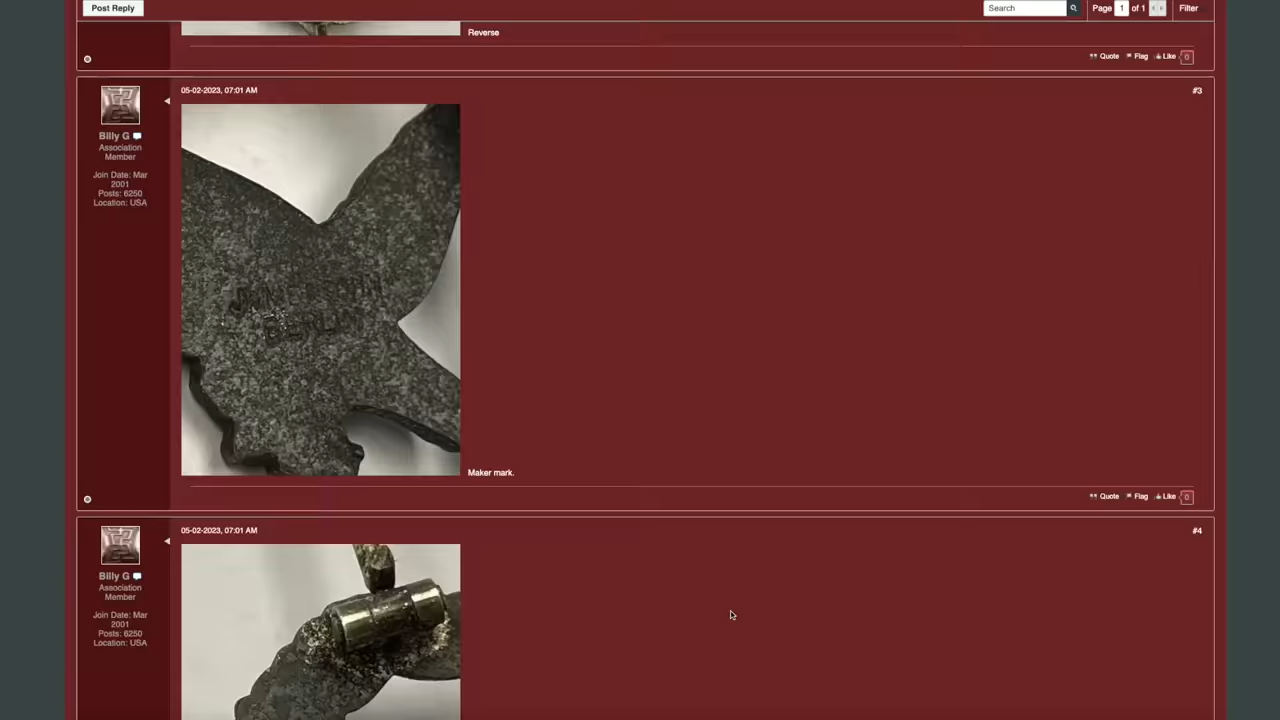 Post Reply
Search
Page 1 of 1
Filter
Reverse
Quote Flag Like 0
05-02-2023, 07:01 AM
#3
Billy G
Association
Member
Join Date: Mar
2001
Posts: 6250
Location: USA
Maker mark.
Quote Flag Like 0
05-02-2023, 07:01 AM
#4
Billy G
Association
Member
Join Date: Mar
2001
Posts: 6250
Location: USA